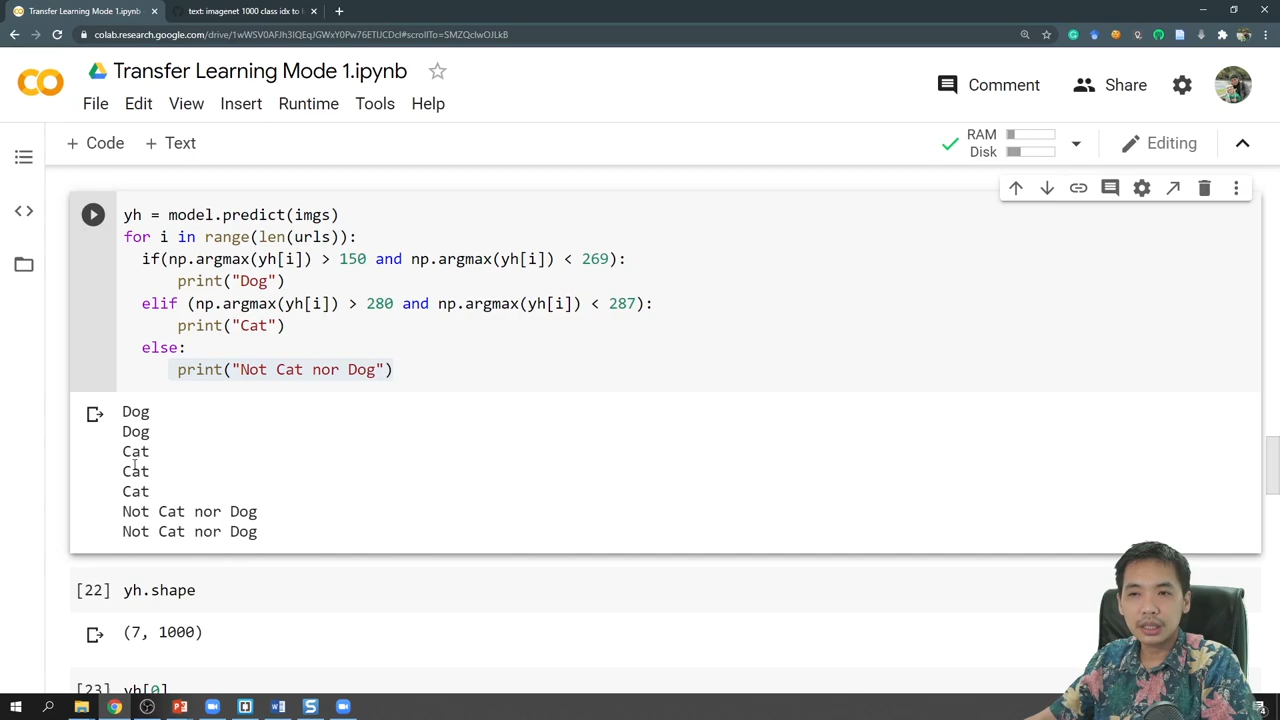 Transfer Learning Mode 1.ipynb
text: imagenet 1000 class idx to
colab.research.google.com/drive/
Transfer Learning Mode 1.ipynb
Comment
Share
File Edit View Insert Runtime Tools Help
+ Code + Text
RAM
Disk
Editing
yh = model.predict(imgs)
for i in range(len(urls)):
if(np.argmax(yh[i]) > 150 and np.argmax(yh[i]) < 269):
print("Dog")
elif (np.argmax(yh[i]) > 280 and np.argmax(yh[i]) < 287):
print("Cat")
else:
print("Not Cat nor Dog")
Dog
Dog
Cat
Cat
Cat
Not Cat nor Dog
Not Cat nor Dog
[22] yh.shape
(7, 1000)
[23] yh[0]